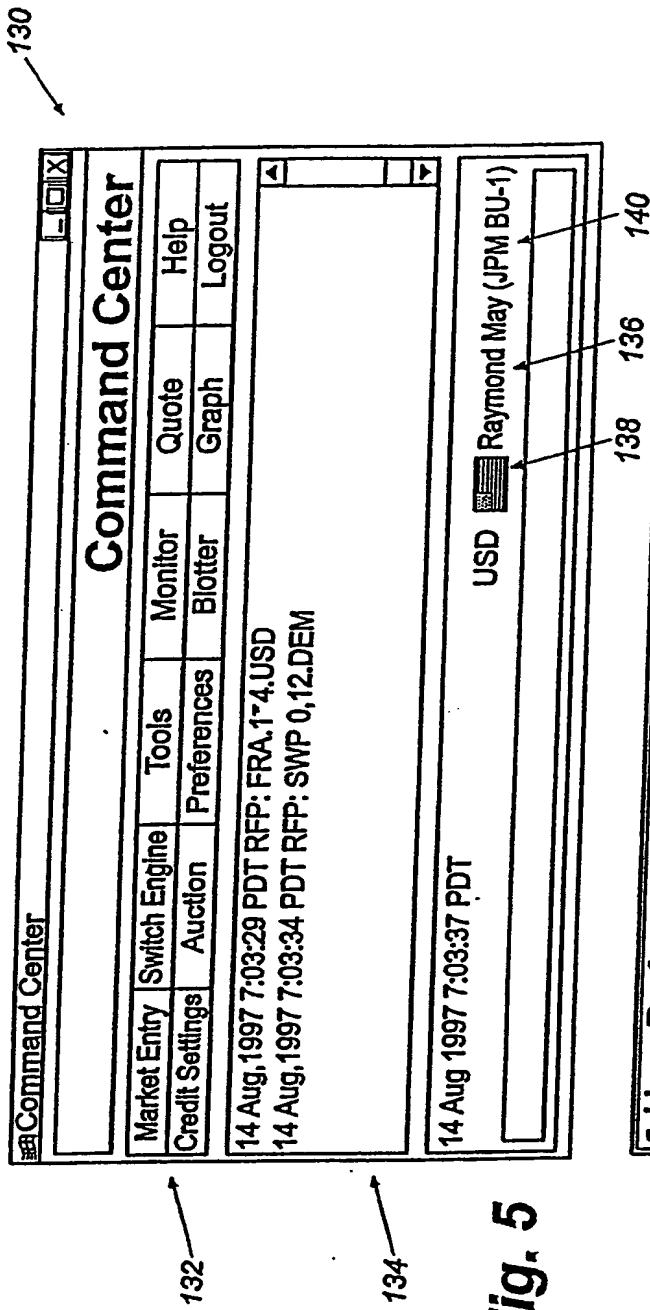 130
Command Center
Command Center
Market Entry Switch Engine Tools Monitor Quote Help
Credit Settings Auction Preferences Blotter Graph Logout
132
14 Aug,1997 7:03:29 PDT RFP: FRA.1*4.USD
14 Aug,1997 7:03:34 PDT RFP: SWP 0,12.DEM
134
14 Aug 1997 7:03:37 PDT USD Raymond May (JPM BU-1)
138 136 140
Fig. 5